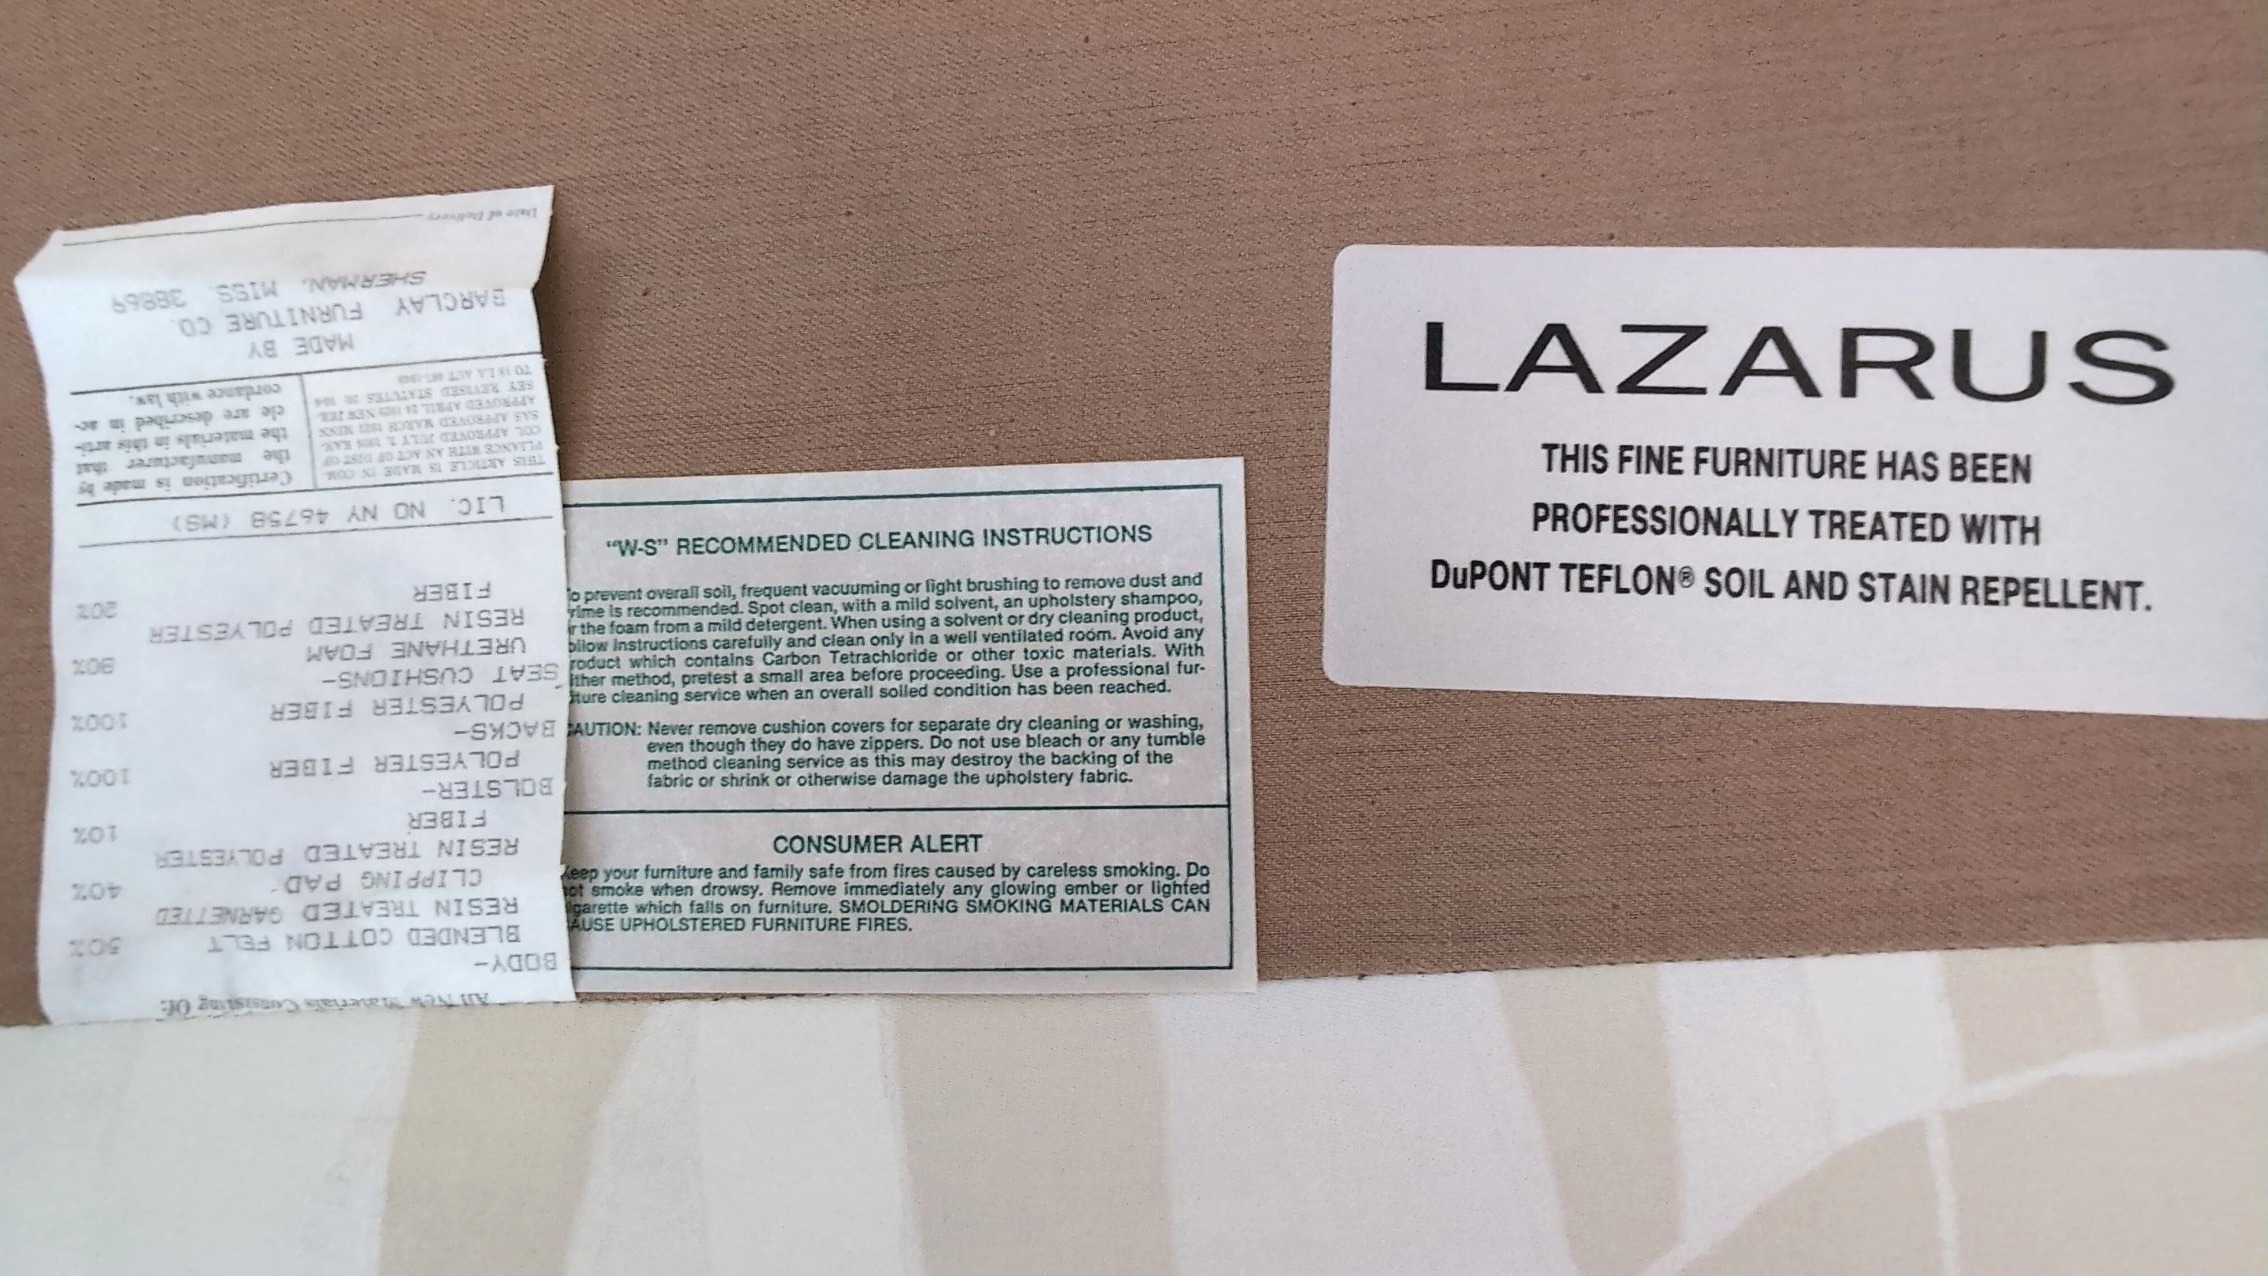 All New Materials Consisting Of:
BODY-
BLENDED COTTON FELT 50%
RESIN TREATED GARNETTED
CLIPPING PAD 40%
RESIN TREATED POLYESTER
FIBER 10%
BOLSTER-
POLYESTER FIBER 100%
BACKS-
POLYESTER FIBER 100%
SEAT CUSHIONS-
URETHANE FOAM 80%
RESIN TREATED POLYESTER
FIBER 20%
LIC. NO NY 46758 (MS)
THIS ARTICLE IS MADE IN COM-
PLIANCE WITH AN ACT OF DIST OF
COL APPROVED JULY 3, 1926 KAN-
SAS APPROVED MARCH 1923 MINN
APPROVED APRIL 24 1929 NEW JER-
SEY REVISED STATUTES
TO 18 LA ACT 467-1948
Certification is made by
the manufacturer that
the materials in this arti-
cle are described in ac-
cordance with law.
MADE BY
BARCLAY FURNITURE CO.
SHERMAN, MISS. 38869
Date of Delivery
"W-S" RECOMMENDED CLEANING INSTRUCTIONS
o prevent overall soil, frequent vacuuming or light brushing to remove dust and
rime is recommended. Spot clean, with a mild solvent, an upholstery shampoo,
r the foam from a mild detergent. When using a solvent or dry cleaning product,
ollow instructions carefully and clean only in a well ventilated room. Avoid any
roduct which contains Carbon Tetrachloride or other toxic materials. With
ither method, pretest a small area before proceeding. Use a professional fur-
iture cleaning service when an overall soiled condition has been reached.
CAUTION: Never remove cushion covers for separate dry cleaning or washing,
even though they do have zippers. Do not use bleach or any tumble
method cleaning service as this may destroy the backing of the
fabric or shrink or otherwise damage the upholstery fabric.
CONSUMER ALERT
Keep your furniture and family safe from fires caused by careless smoking. Do
not smoke when drowsy. Remove immediately any glowing ember or lighted
garette which falls on furniture. SMOLDERING SMOKING MATERIALS CAN
AUSE UPHOLSTERED FURNITURE FIRES.
LAZARUS
THIS FINE FURNITURE HAS BEEN
PROFESSIONALLY TREATED WITH
DuPONT TEFLON® SOIL AND STAIN REPELLENT.